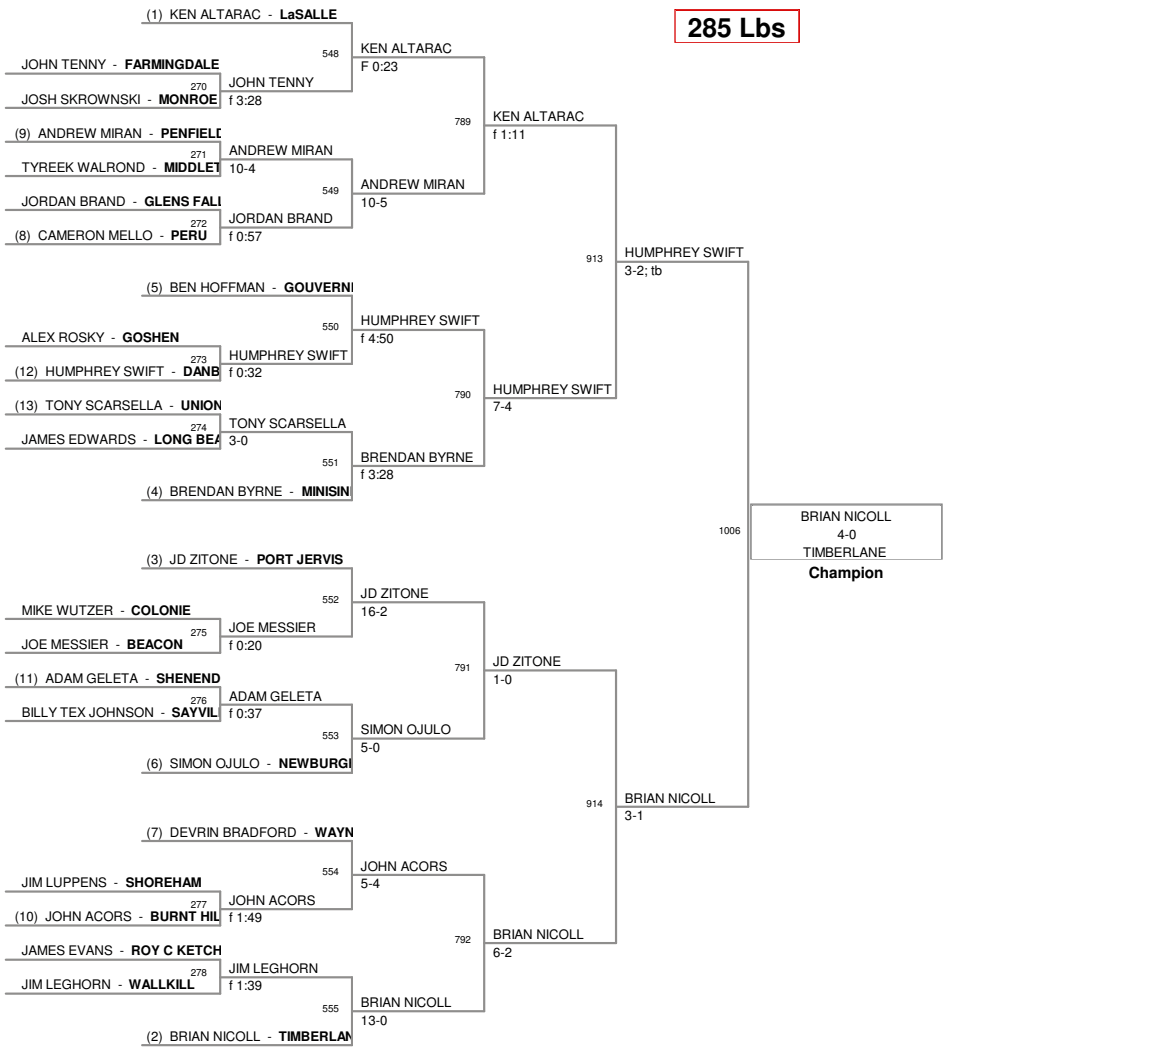 (1) KEN ALTARAC - LaSALLE
285 Lbs
548
KEN ALTARAC
F 0:23
JOHN TENNY - FARMINGDALE
270
JOHN TENNY
f 3:28
JOSH SKROWNSKI - MONROE
789
KEN ALTARAC
f 1:11
(9) ANDREW MIRAN - PENFIELD
271
ANDREW MIRAN
10-4
TYREEK WALROND - MIDDLET
549
ANDREW MIRAN
10-5
JORDAN BRAND - GLENS FALL
272
JORDAN BRAND
f 0:57
(8) CAMERON MELLO - PERU
913
HUMPHREY SWIFT
3-2; tb
(5) BEN HOFFMAN - GOUVERN
550
HUMPHREY SWIFT
f 4:50
ALEX ROSKY - GOSHEN
273
HUMPHREY SWIFT
f 0:32
(12) HUMPHREY SWIFT - DANB
790
HUMPHREY SWIFT
7-4
(13) TONY SCARSELLA - UNION
274
TONY SCARSELLA
3-0
JAMES EDWARDS - LONG BEA
551
BRENDAN BYRNE
f 3:28
(4) BRENDAN BYRNE - MINISIN
1006
BRIAN NICOLL
4-0
TIMBERLANE
Champion
(3) JD ZITONE - PORT JERVIS
552
JD ZITONE
16-2
MIKE WUTZER - COLONIE
275
JOE MESSIER
f 0:20
JOE MESSIER - BEACON
791
JD ZITONE
1-0
(11) ADAM GELETA - SHENEND
276
ADAM GELETA
f 0:37
BILLY TEX JOHNSON - SAYVIL
553
SIMON OJULO
5-0
(6) SIMON OJULO - NEWBURG
914
BRIAN NICOLL
3-1
(7) DEVRIN BRADFORD - WAYN
554
JOHN ACORS
5-4
JIM LUPPENS - SHOREHAM
277
JOHN ACORS
f 1:49
(10) JOHN ACORS - BURNT HIL
792
BRIAN NICOLL
6-2
JAMES EVANS - ROY C KETCH
278
JIM LEGHORN
f 1:39
JIM LEGHORN - WALLKILL
555
BRIAN NICOLL
13-0
(2) BRIAN NICOLL - TIMBERLAN